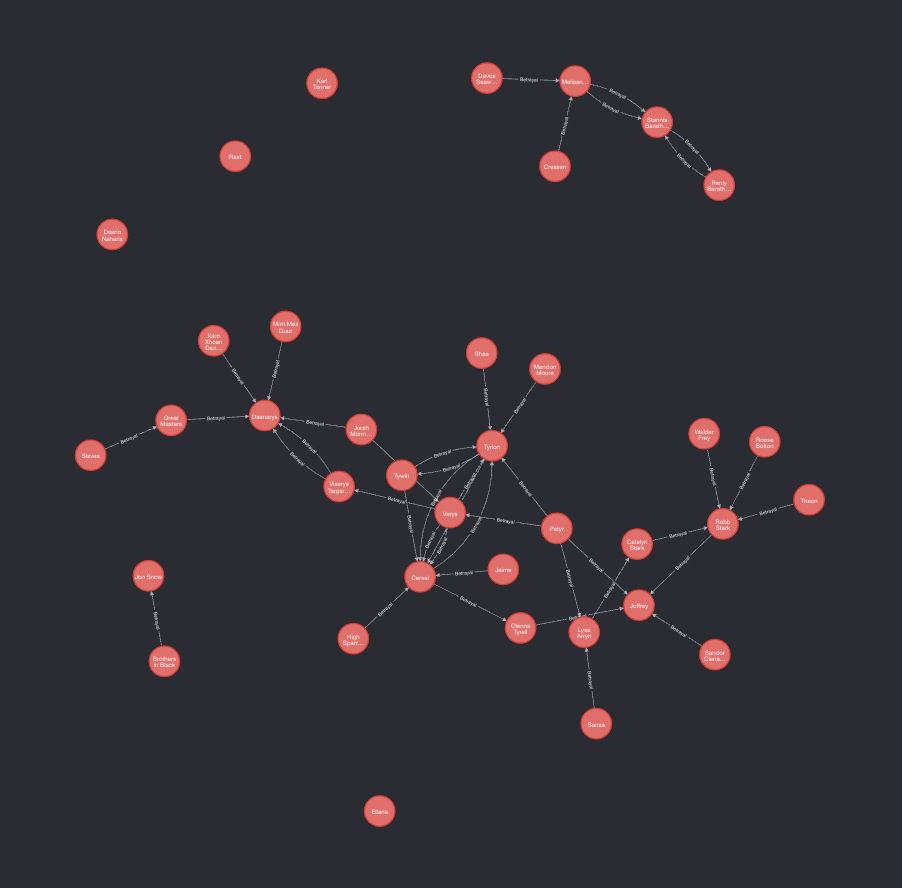 Karl
Tanner
Davos
Seaw...
Betrayal
Melisan...
Betrayal
Betrayal
Stannis
Barath...
Betrayal
Cressen
Betrayal
Betrayal
Renly
Barath...
Rast
Daario
Naharis
Xaro
Xhoan
Dax...
Mirri Maz
Duur
Betrayal
Betrayal
Shae
Mandon
Moore
Betrayal
Betrayal
Great
Masters
Betrayal
Daenerys
Betrayal
Jorah
Morm...
Slaves
Betrayal
Betrayal
Betrayal
Viserys
Targar...
Betrayal
Tywin
Betrayal
Betrayal
Tyrion
Betrayal
Varys
Betrayal
Betrayal
Betrayal
Betrayal
Betrayal
Betrayal
Betrayal
Betrayal
Petyr
Walder
Frey
Roose
Bolton
Betrayal
Betrayal
Theon
Betrayal
Robb
Stark
Betrayal
Catelyn
Stark
Betrayal
Betrayal
Betrayal
Betrayal
Joffrey
Jon Snow
Betrayal
Brothers
in Black
Cersei
Betrayal
Jaime
Betrayal
Betrayal
High
Sparr...
Olenna
Tyrell
Lysa
Arryn
Betrayal
Sandor
Clega...
Betrayal
Sansa
Ellaria